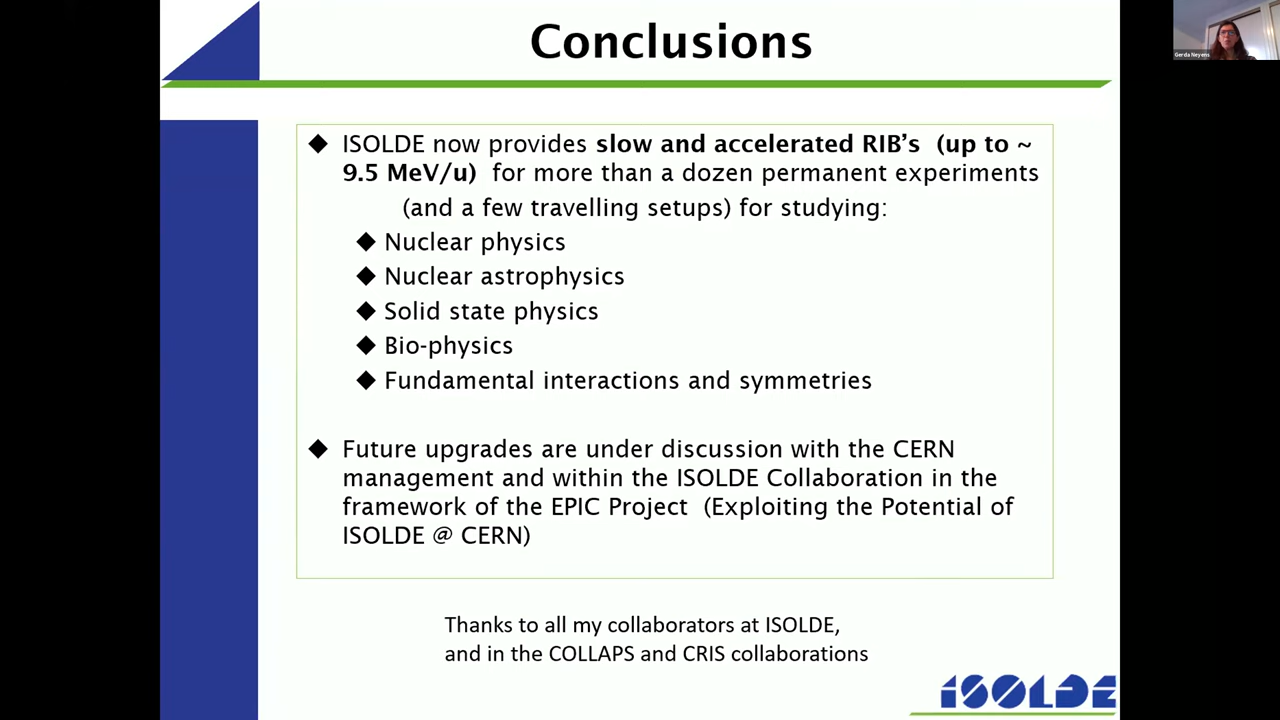 Conclusions
Gerda Neyens
◆ ISOLDE now provides slow and accelerated RIB's (up to ~
9.5 MeV/u) for more than a dozen permanent experiments
(and a few travelling setups) for studying:
◆ Nuclear physics
◆ Nuclear astrophysics
◆ Solid state physics
◆ Bio-physics
◆ Fundamental interactions and symmetries
◆ Future upgrades are under discussion with the CERN
management and within the ISOLDE Collaboration in the
framework of the EPIC Project (Exploiting the Potential of
ISOLDE @ CERN)
Thanks to all my collaborators at ISOLDE,
and in the COLLAPS and CRIS collaborations
ISOLDE